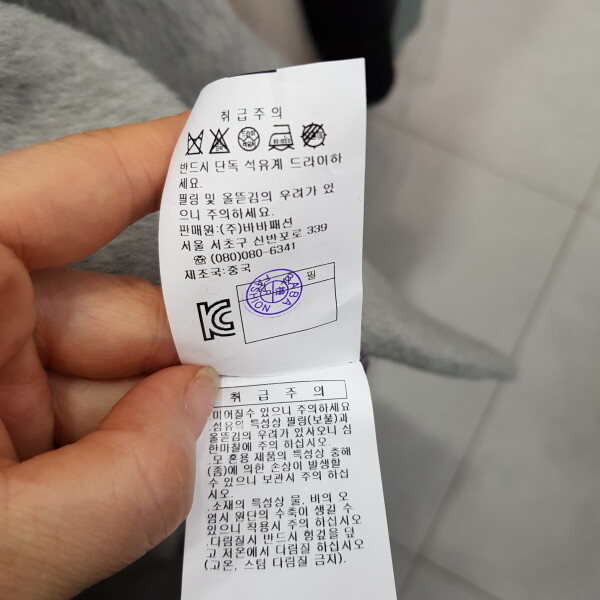 취급주의
반드시 단독 석유계 드라이하
세요.
필링 및 올뜯김의 우려가 있
으니 주의하세요.
판매원:(주)바바패션
서울 서초구 신반포로 339
☎ (080)080-6341
제조국:중국
필
BABA
FASHION
취급주의
미어질수 있으니 주의하세요
섬유의 특성상 필링(보풀)과
올뜯김의 우려가 있사오니 심
한마찰에 주의 하십시오.
모 혼용 제품의 특성상 충해
(좀)에 의한 손상이 발생할
수 있으니 보관시 주의 하십
시오.
.소재의 특성상 물, 비의 오
염시 원단의 수축이 생길 수
있으니 착용시 주의 하십시오
.다림질시 반드시 헝겊을 덮
고 저온에서 다림질 하십시오
(고온, 스팀 다림질 금지).